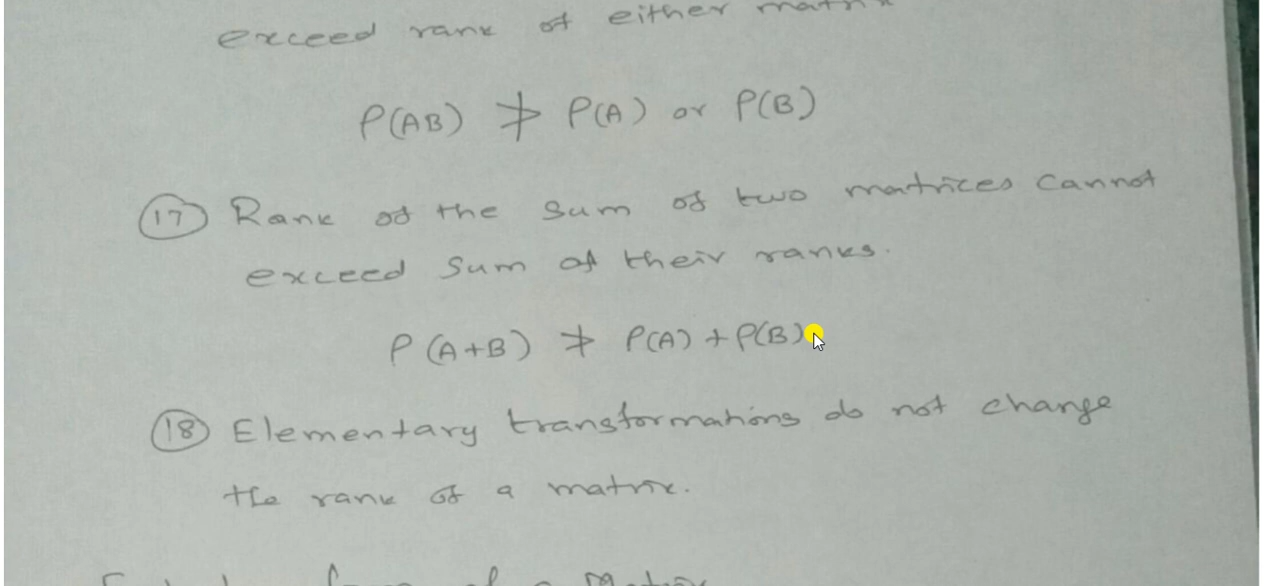 exceed rank of either matrix
ρ(AB) ≯ ρ(A) or ρ(B)
(17) Rank of the sum of two matrices cannot
exceed sum of their ranks.
ρ(A+B) ≯ ρ(A) + ρ(B)
(18) Elementary transformations do not change
the rank of a matrix.